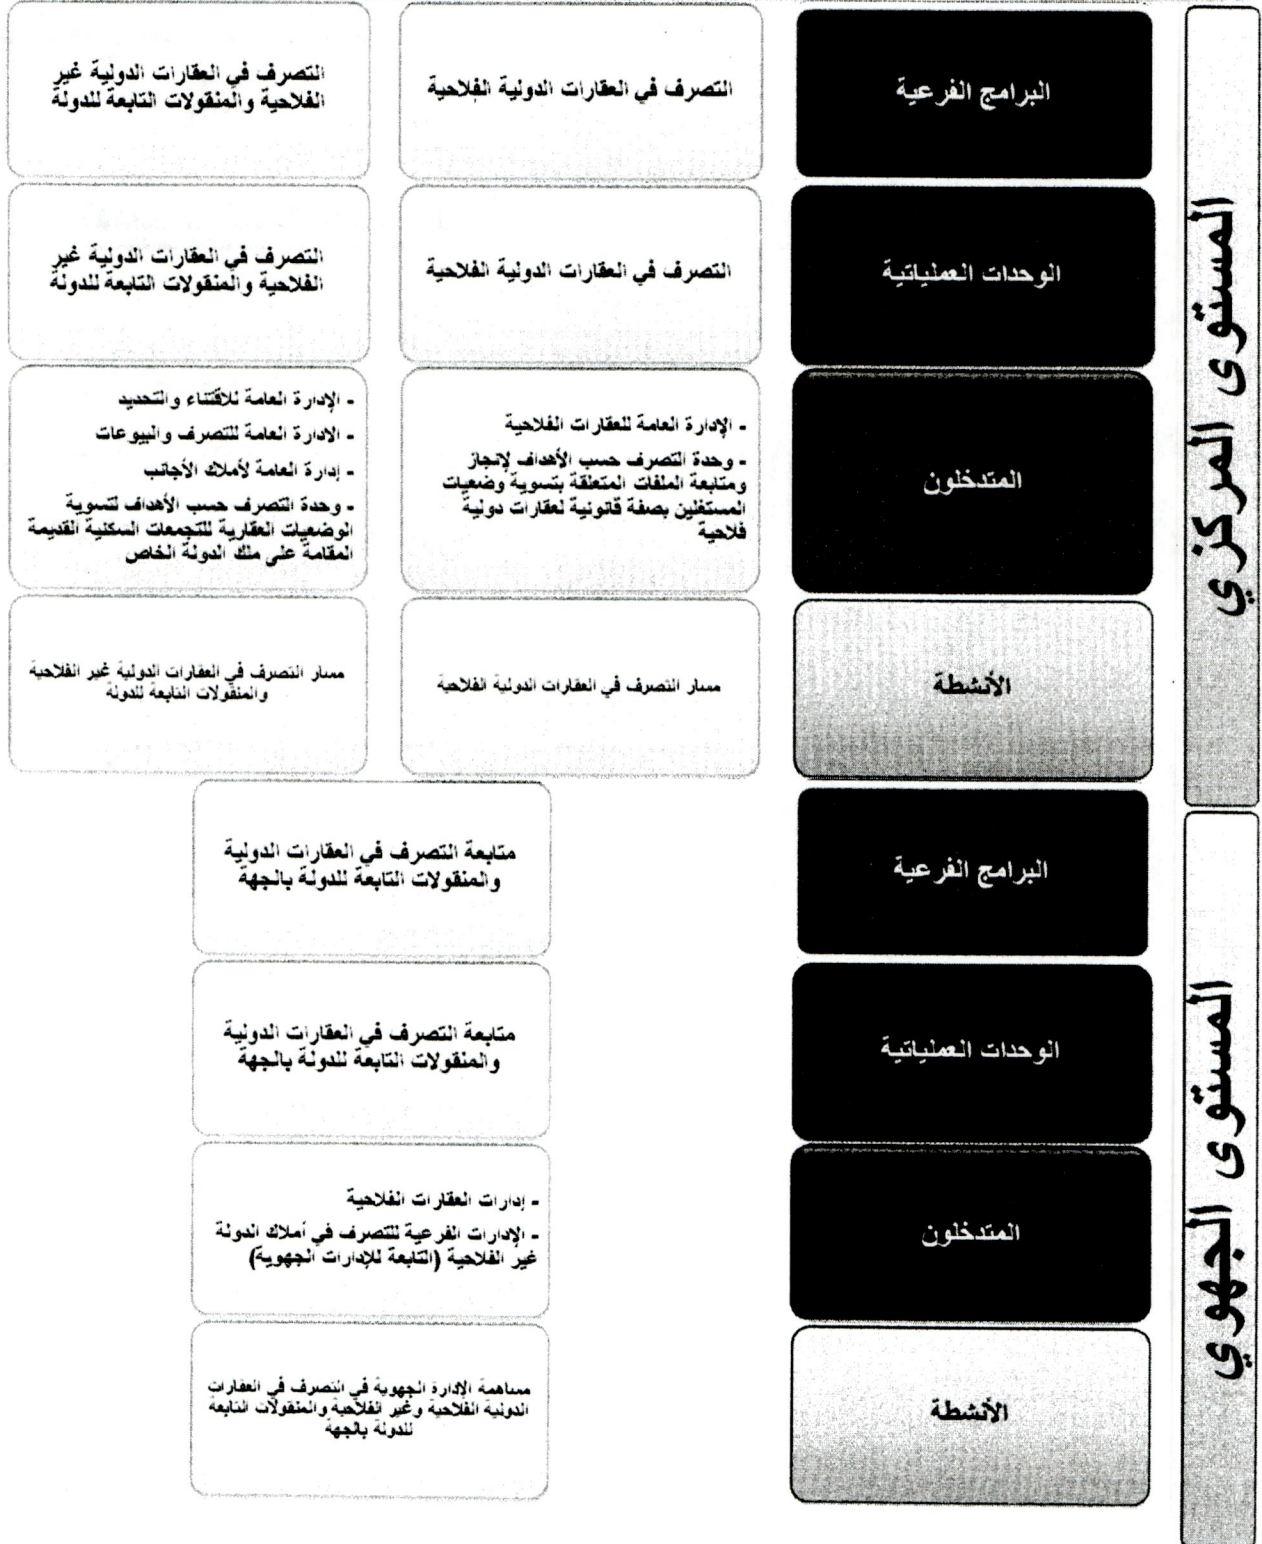 المستوى المركزي
البرامج الفرعية
التصرف في العقارات الدولية الفلاحية
التصرف في العقارات الدولية غير
الفلاحية والمنقولات التابعة للدولة
الوحدات العملياتية
التصرف في العقارات الدولية الفلاحية
التصرف في العقارات الدولية غير
الفلاحية والمنقولات التابعة للدولة
المتدخلون
- الإدارة العامة للعقارات الفلاحية
- وحدة التصرف حسب الأهداف لإنجاز
ومتابعة الملفات المتعلقة بتسوية وضعيات
المستغلين بصفة قانونية لعقارات دولية
فلاحية
- الإدارة العامة للاقتناء والتحديد
- الادارة العامة للتصرف والبيوعات
- إدارة العامة لأملاك الأجانب
- وحدة التصرف حسب الأهداف لتسوية
الوضعيات العقارية للتجمعات السكنية القديمة
المقامة على ملك الدولة الخاص
الأنشطة
مسار التصرف في العقارات الدولية الفلاحية
مسار التصرف في العقارات الدولية غير الفلاحية
والمنقولات التابعة للدولة
المستوى الجهوي
البرامج الفرعية
متابعة التصرف في العقارات الدولية
والمنقولات التابعة للدولة بالجهة
الوحدات العملياتية
متابعة التصرف في العقارات الدولية
والمنقولات التابعة للدولة بالجهة
المتدخلون
- إدارات العقارات الفلاحية
- الإدارات الفرعية للتصرف في أملاك الدولة
غير الفلاحية (التابعة للإدارات الجهوية)
الأنشطة
مساهمة الإدارة الجهوية في التصرف في العقارات
الدولية الفلاحية وغير الفلاحية والمنقولات التابعة
للدولة بالجهة